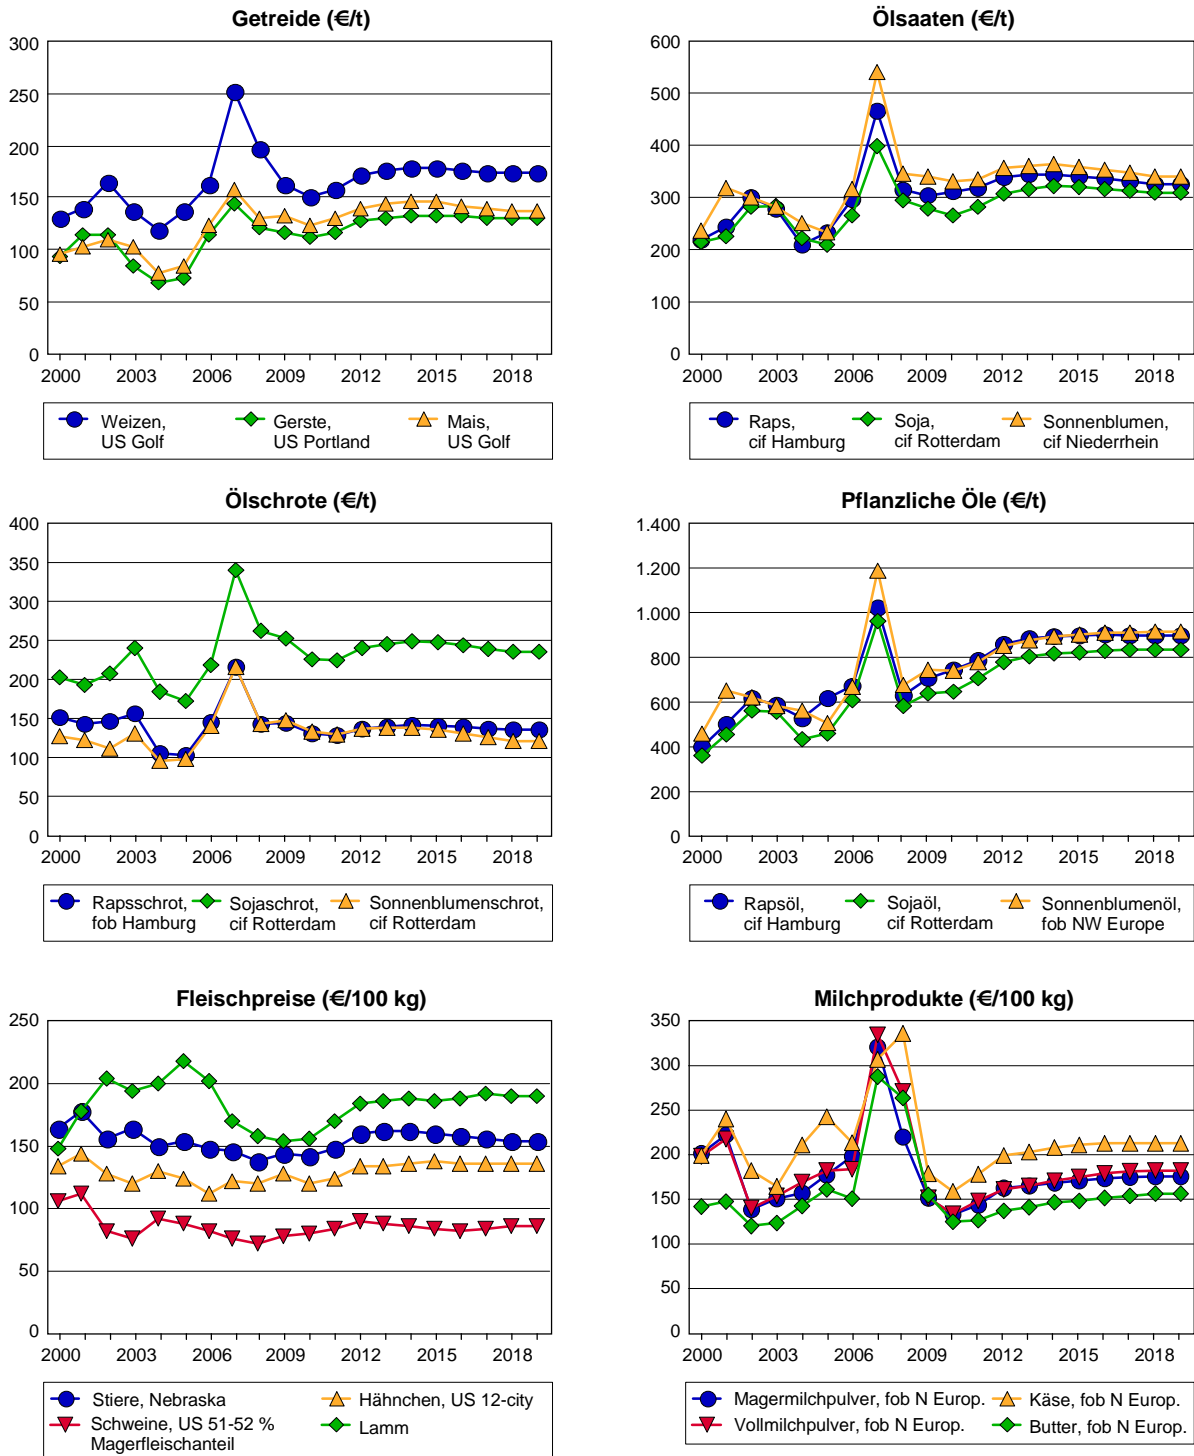 Getreide (€/t)
300
250
200
150
100
50
0
2000 2003 2006 2009 2012 2015 2018
Weizen,
US Golf
Gerste,
US Portland
Mais,
US Golf
Ölsaaten (€/t)
600
500
400
300
200
100
0
2000 2003 2006 2009 2012 2015 2018
Raps,
cif Hamburg
Soja,
cif Rotterdam
Sonnenblumen,
cif Niederrhein
Ölschrote (€/t)
400
350
300
250
200
150
100
50
0
2000 2003 2006 2009 2012 2015 2018
Rapsschrot,
fob Hamburg
Sojaschrot,
cif Rotterdam
Sonnenblumenschrot,
cif Rotterdam
Pflanzliche Öle (€/t)
1.400
1.200
1.000
800
600
400
200
0
2000 2003 2006 2009 2012 2015 2018
Rapsöl,
cif Hamburg
Sojaöl,
cif Rotterdam
Sonnenblumenöl,
fob NW Europe
Fleischpreise (€/100 kg)
250
200
150
100
50
0
2000 2003 2006 2009 2012 2015 2018
Stiere, Nebraska
Hähnchen, US 12-city
Schweine, US 51-52 %
Magerfleischanteil
Lamm
Milchprodukte (€/100 kg)
350
300
250
200
150
100
50
0
2000 2003 2006 2009 2012 2015 2018
Magermilchpulver, fob N Europ.
Käse, fob N Europ.
Vollmilchpulver, fob N Europ.
Butter, fob N Europ.